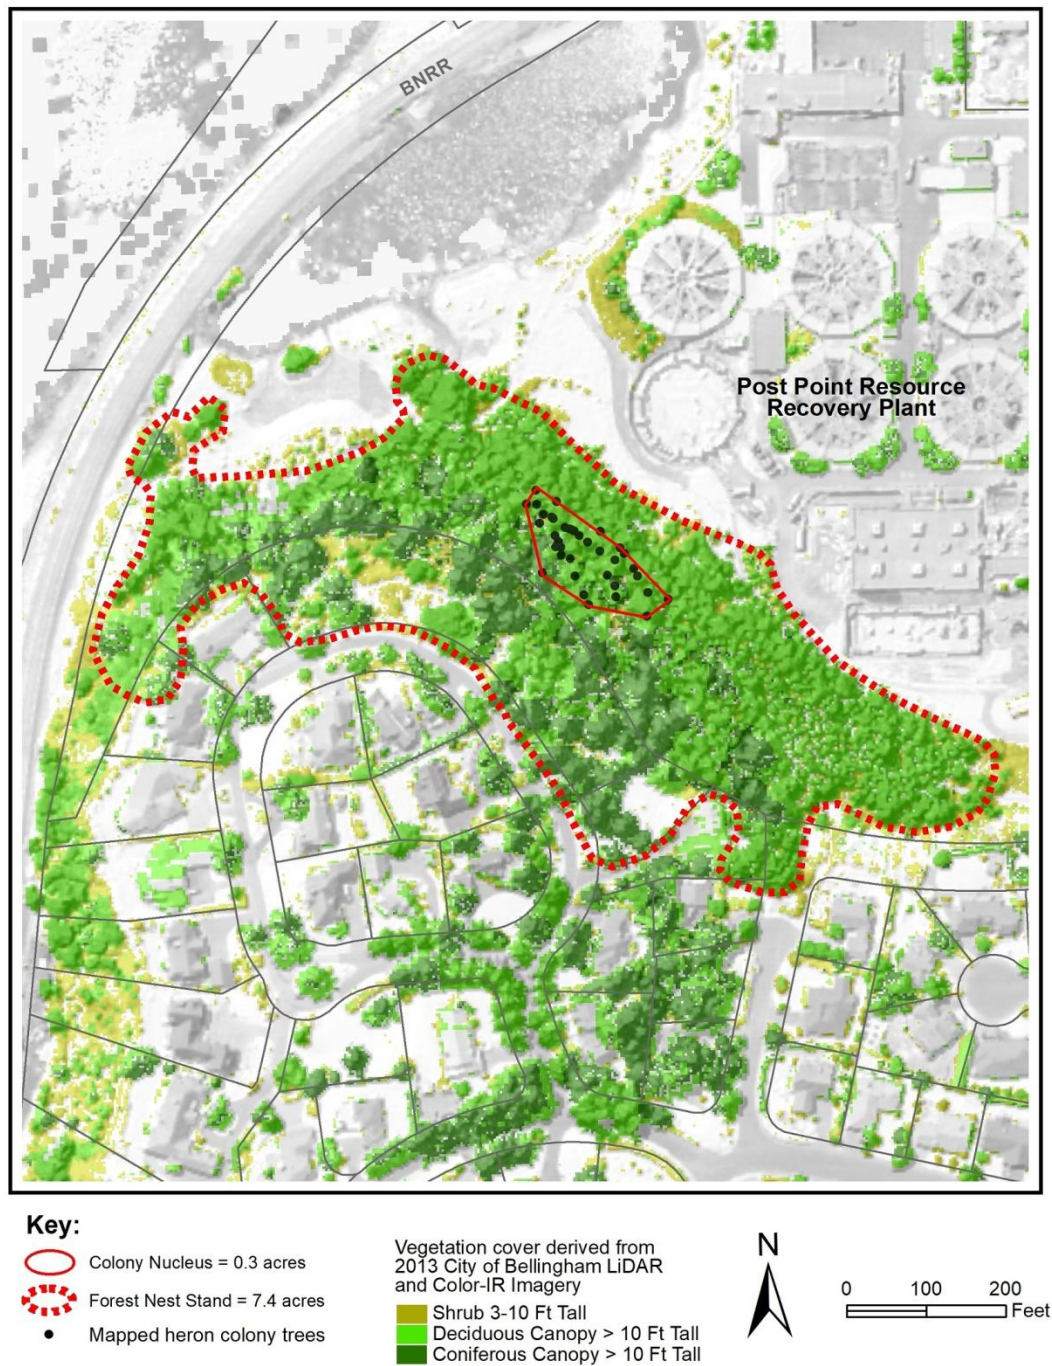 BNRR
Post Point Resource
Recovery Plant
Key:
Colony Nucleus = 0.3 acres
Forest Nest Stand = 7.4 acres
Mapped heron colony trees
Vegetation cover derived from
2013 City of Bellingham LiDAR
and Color-IR Imagery
Shrub 3-10 Ft Tall
Deciduous Canopy > 10 Ft Tall
Coniferous Canopy > 10 Ft Tall
N
0 100 200
Feet